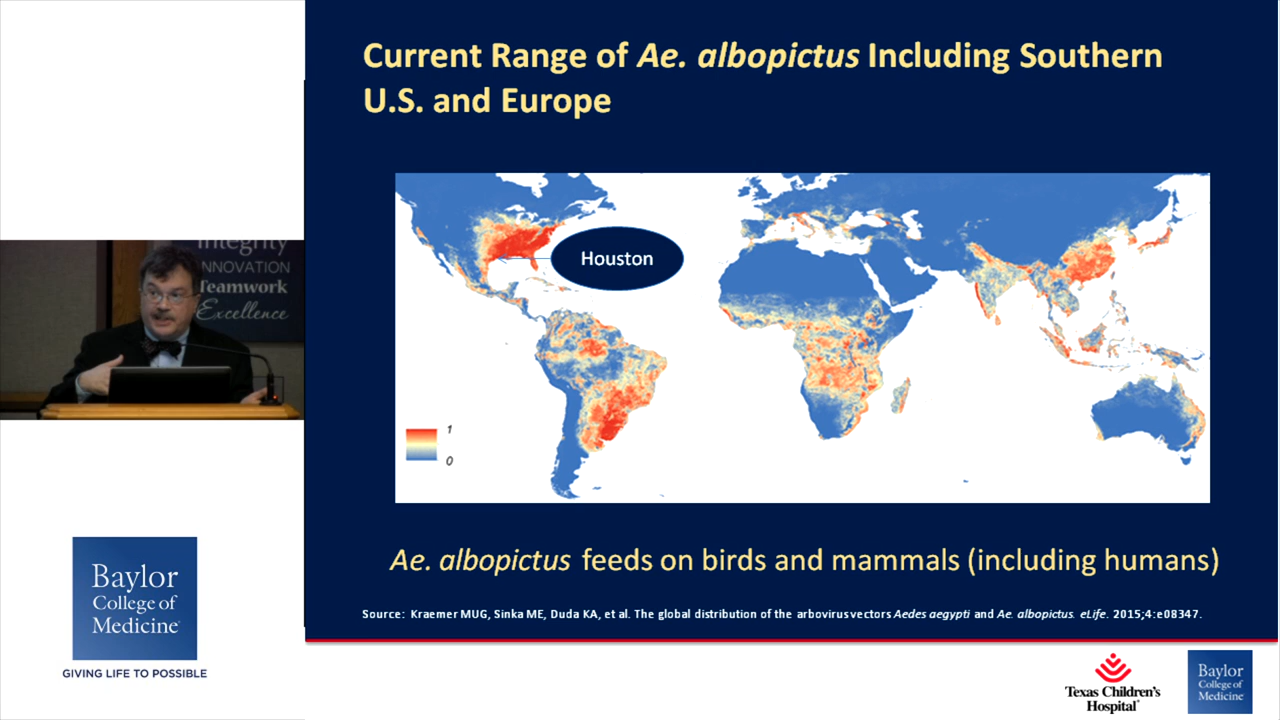 Current Range of Ae. albopictus Including Southern
U.S. and Europe
Houston
1
0
Ae. albopictus feeds on birds and mammals (including humans)
Source: Kraemer MUG, Sinka ME, Duda KA, et al. The global distribution of the arbovirus vectors Aedes aegypti and Ae. albopictus. eLife. 2015;4:e08347.
Integrity
INNOVATION
Teamwork
Excellence
Baylor
College of
Medicine
GIVING LIFE TO POSSIBLE
Texas Children's
Hospital
Baylor
College of
Medicine